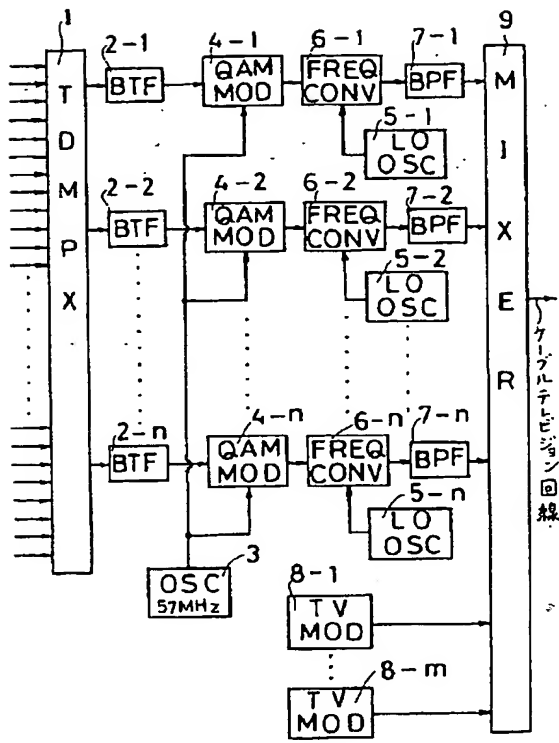 1
T D M P X
2-1
BTF
4-1
QAM
MOD
6-1
FREQ
CONV
7-1
BPF
5-1
LO
OSC
2-2
BTF
4-2
QAM
MOD
6-2
FREQ
CONV
7-2
BPF
5-2
LO
OSC
2-n
BTF
4-n
QAM
MOD
6-n
FREQ
CONV
7-n
BPF
5-n
LO
OSC
3
OSC
57MHz
8-1
TV
MOD
8-m
TV
MOD
9
M I X E R
ケーブルテレビジョン回線